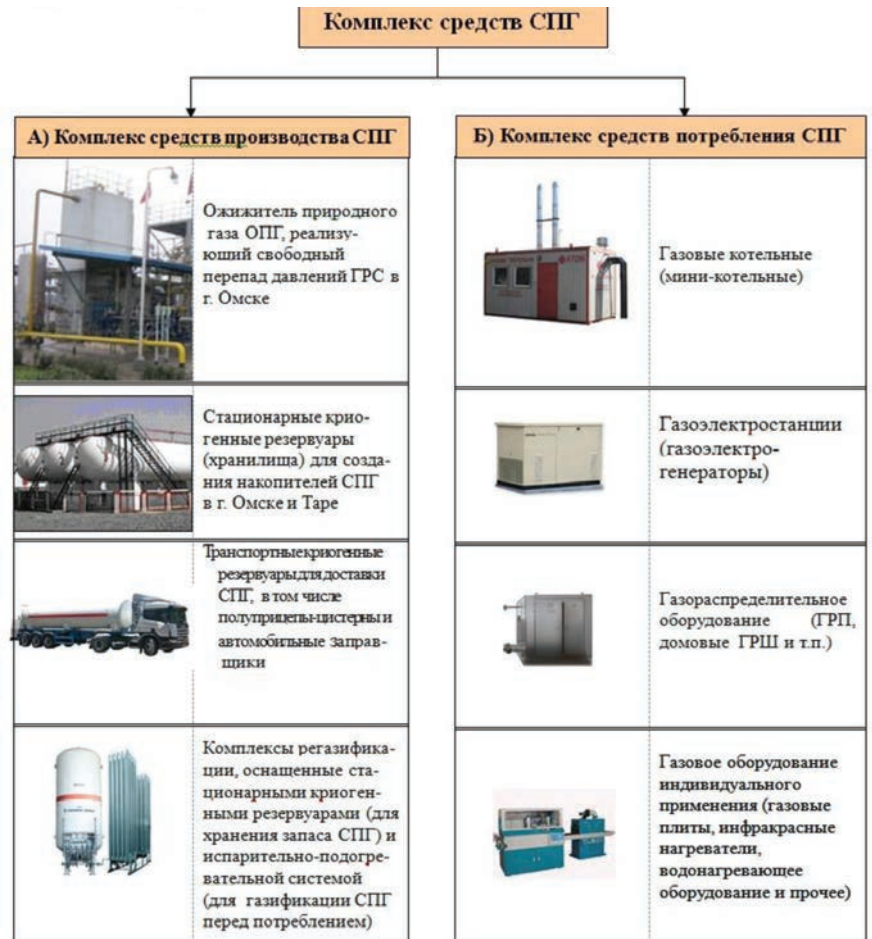 Комплекс средств СПГ
А) Комплекс средств производства СПГ
Ожижитель природного
газа ОПГ, реализу-
юший свободный
перепад давлений ГРС в
г. Омске
Стационарные крио-
генные резервуары
(хранилища) для созда-
ния накопителей СПГ
в г. Омске и Таре
Транспортные криогенные
резервуары для доставки
СПГ, в том числе
полуприцепы-цистерны и
автомобильные заправ-
щики
Комплексы регазифика-
ции, оснащенные ста-
ционарными криоген-
ными резервуарами (для
хранения запаса СПГ) и
испарительно-подогре-
вательной системой
(для газификации СПГ
перед потреблением)
Б) Комплекс средств потребления СПГ
Газовые котельные
(мини-котельные)
Газоэлектростанции
(газоэлектро-
генераторы)
Газораспределительное
оборудование (ГРП,
домовые ГРШ и т.п.)
Газовое оборудование
индивидуального
применения (газовые
плиты, инфракрасные
нагреватели,
водонагревающее
оборудование и прочее)